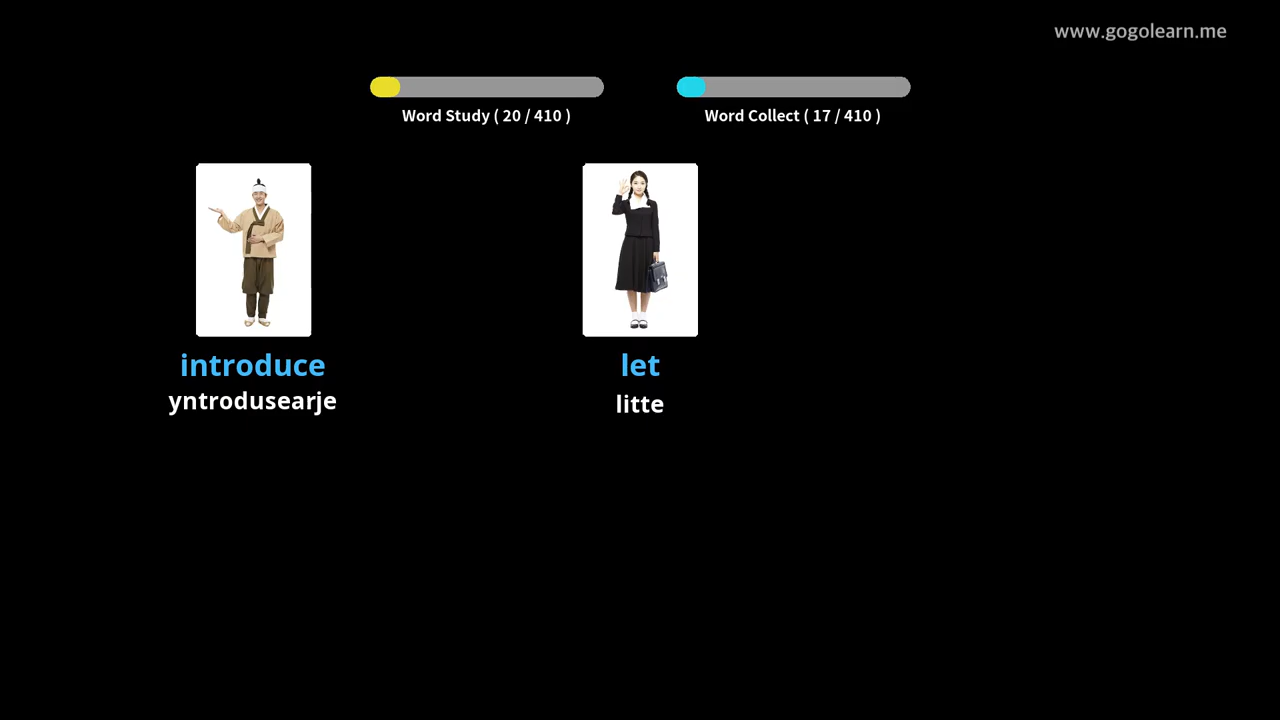 www.gogolearn.me
Word Study ( 20 / 410 )
Word Collect ( 17 / 410 )
introduce
yntrodusearje
let
litte